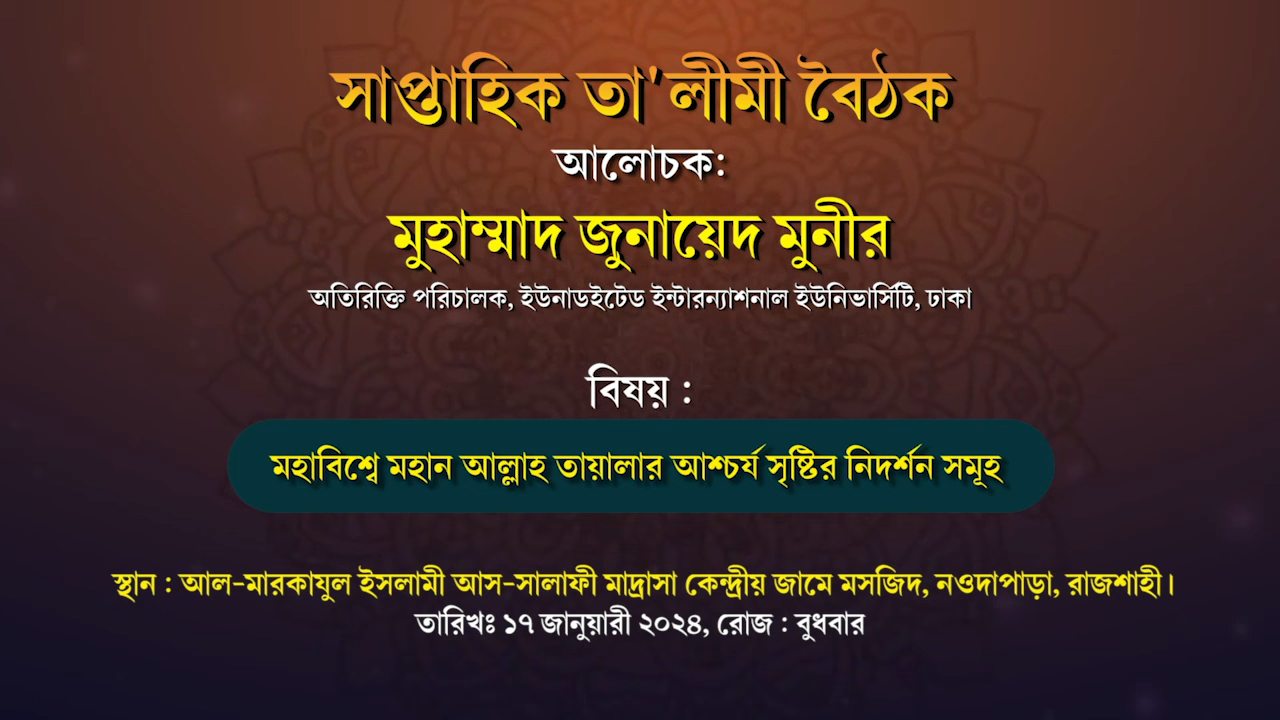 সাপ্তাহিক তা'লীমী বৈঠক
আলোচক:
মুহাম্মাদ জুনায়েদ মুনীর
অতিরিক্তি পরিচালক, ইউনাডইটেড ইন্টারন্যাশনাল ইউনিভার্সিটি, ঢাকা
বিষয় :
মহাবিশ্বে মহান আল্লাহ তায়ালার আশ্চর্য সৃষ্টির নিদর্শন সমূহ
স্থান : আল-মারকাযুল ইসলামী আস-সালাফী মাদ্রাসা কেন্দ্রীয় জামে মসজিদ, নওদাপাড়া, রাজশাহী।
তারিখঃ ১৭ জানুয়ারী ২০২৪, রোজ : বুধবার